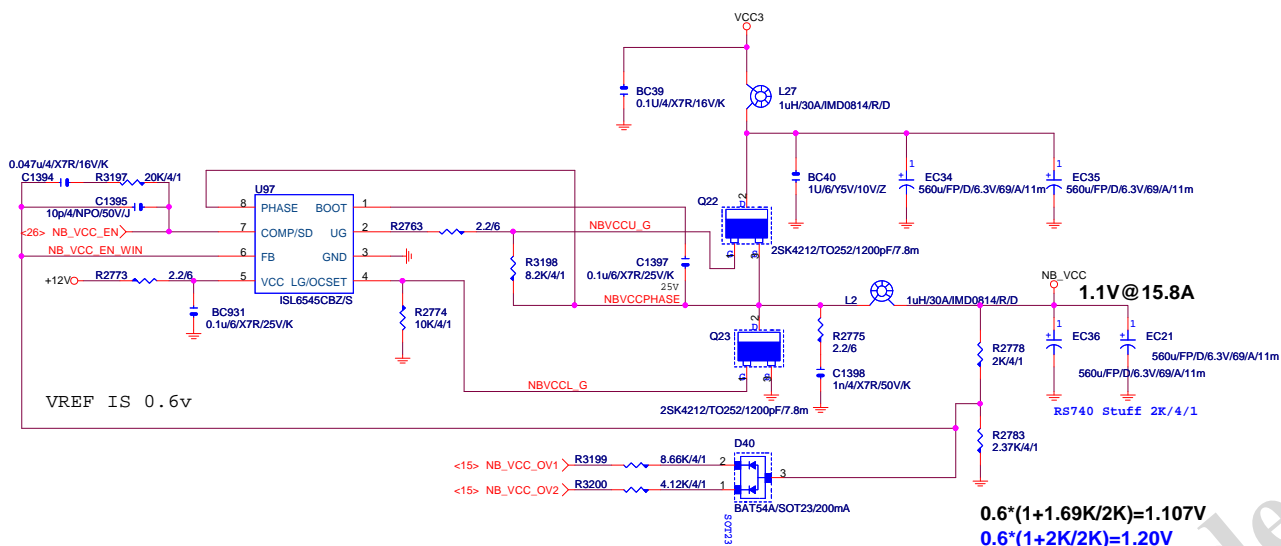 VCC3
BC39
0.1U/4/X7R/16V/K
L27
1uH/30A/IMD0814/R/D
0.047u/4/X7R/16V/K
C1394
R3197
20K/4/1
C1395
10p/4/NPO/50V/J
<26> NB_VCC_EN
NB_VCC_EN_WIN
+12V
R2773
2.2/6
BC931
0.1u/6/X7R/25V/K
U97
8 PHASE BOOT 1
7 COMP/SD UG 2
6 FB GND 3
5 VCC LG/OCSET 4
ISL6545CBZ/S
R2763
2.2/6
R3198
8.2K/4/1
R2774
10K/4/1
NBVCCU_G
C1397
0.1u/6/X7R/25V/K
25V
NBVCCPHASE
NBVCCL_G
Q22
2
D
G
S
2SK4212/TO252/1200pF/7.8m
BC40
1U/6/Y5V/10V/Z
1
EC34
560u/FP/D/6.3V/69/A/11m
1
EC35
560u/FP/D/6.3V/69/A/11m
Q23
2
D
G
S
2SK4212/TO252/1200pF/7.8m
R2775
2.2/6
C1398
1n/4/X7R/50V/K
L2
1uH/30A/IMD0814/R/D
NB_VCC
1.1V@15.8A
R2778
2K/4/1
1
EC36
560u/FP/D/6.3V/69/A/11m
1
EC21
560u/FP/D/6.3V/69/A/11m
RS740 Stuff 2K/4/1
R2783
2.37K/4/1
VREF IS 0.6v
<15> NB_VCC_OV1
R3199
8.66K/4/1
<15> NB_VCC_OV2
R3200
4.12K/4/1
D40
2
1
3
BAT54A/SOT23/200mA
SOT23
0.6*(1+1.69K/2K)=1.107V
0.6*(1+2K/2K)=1.20V